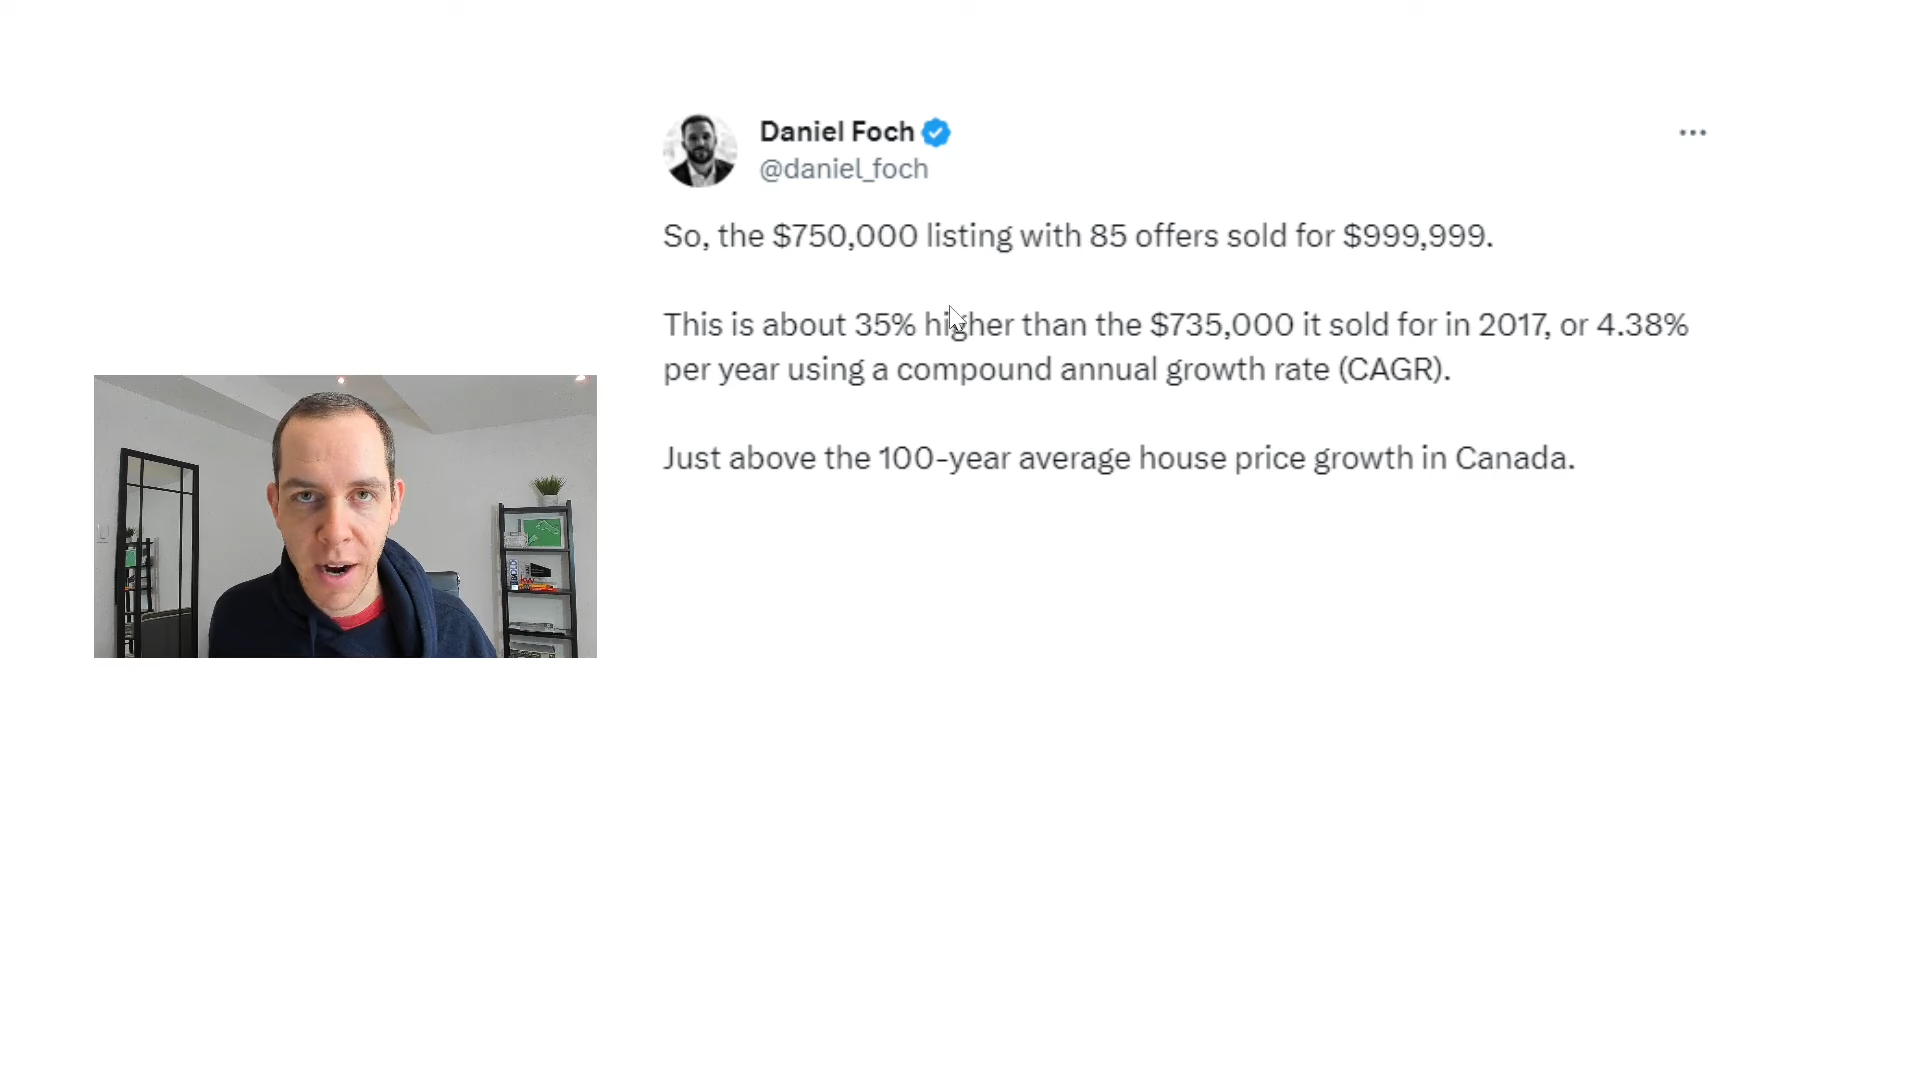 Daniel Foch
@daniel_foch
So, the $750,000 listing with 85 offers sold for $999,999.
This is about 35% higher than the $735,000 it sold for in 2017, or 4.38%
per year using a compound annual growth rate (CAGR).
Just above the 100-year average house price growth in Canada.